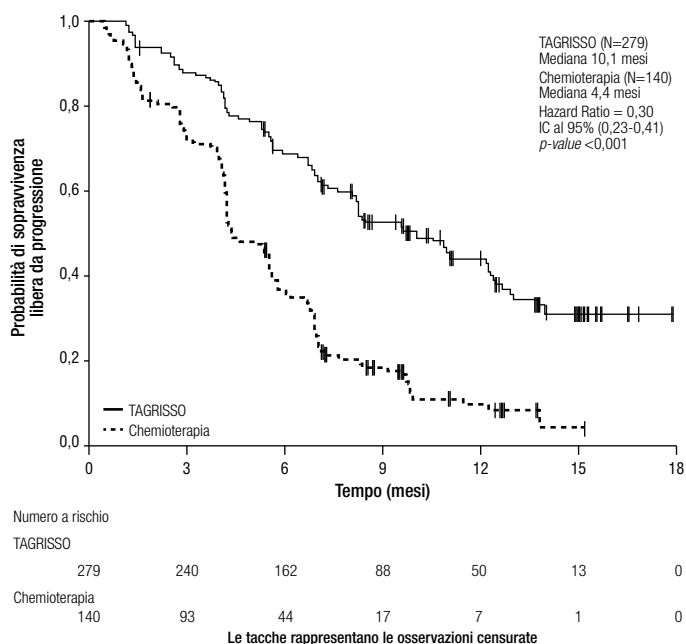 TAGRISSO (N=279)
Mediana 10,1 mesi
Chemioterapia (N=140)
Mediana 4,4 mesi
Hazard Ratio = 0,30
IC al 95% (0,23-0,41)
p-value <0,001
Probabilità di sopravvivenza
libera da progressione
1,0
0,8
0,6
0,4
0,2
0,0
TAGRISSO
Chemioterapia
0 3 6 9 12 15 18
Tempo (mesi)
Numero a rischio
TAGRISSO
279 240 162 88 50 13 0
Chemioterapia
140 93 44 17 7 1 0
Le tacche rappresentano le osservazioni censurate